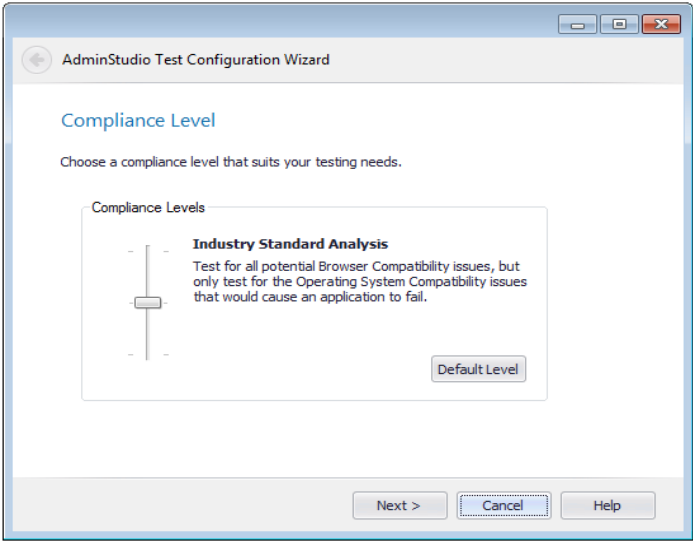 AdminStudio Test Configuration Wizard
Compliance Level
Choose a compliance level that suits your testing needs.
Compliance Levels
Industry Standard Analysis
Test for all potential Browser Compatibility issues, but
only test for the Operating System Compatibility issues
that would cause an application to fail.
Default Level
Next >
Cancel
Help